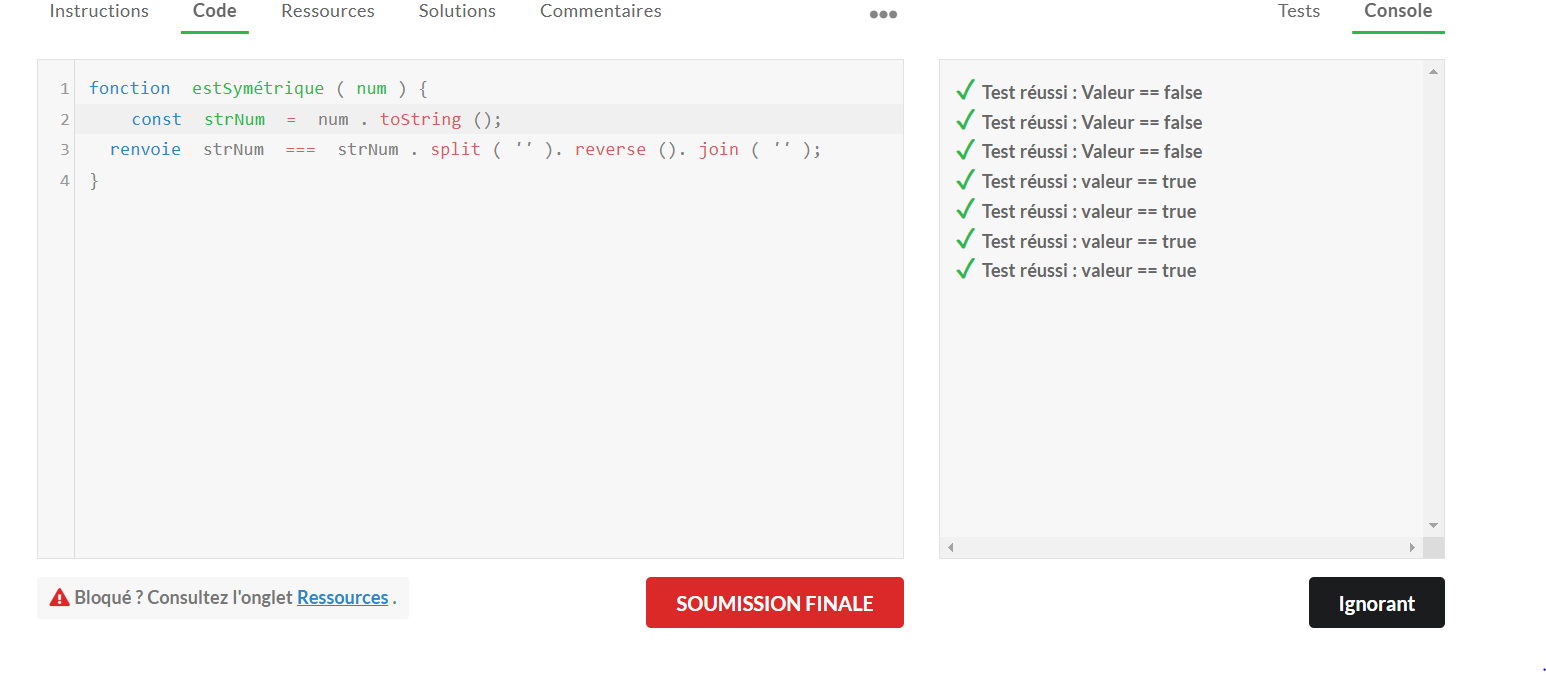 Instructions Code Ressources Solutions Commentaires ●●● Tests Console
1 fonction estSymétrique ( num ) {
2 const strNum = num . toString ();
3 renvoie strNum === strNum . split ( '' ). reverse (). join ( '' );
4 }
Test réussi : Valeur == false
Test réussi : Valeur == false
Test réussi : Valeur == false
Test réussi : valeur == true
Test réussi : valeur == true
Test réussi : valeur == true
Test réussi : valeur == true
Bloqué ? Consultez l'onglet Ressources .
SOUMISSION FINALE
Ignorant